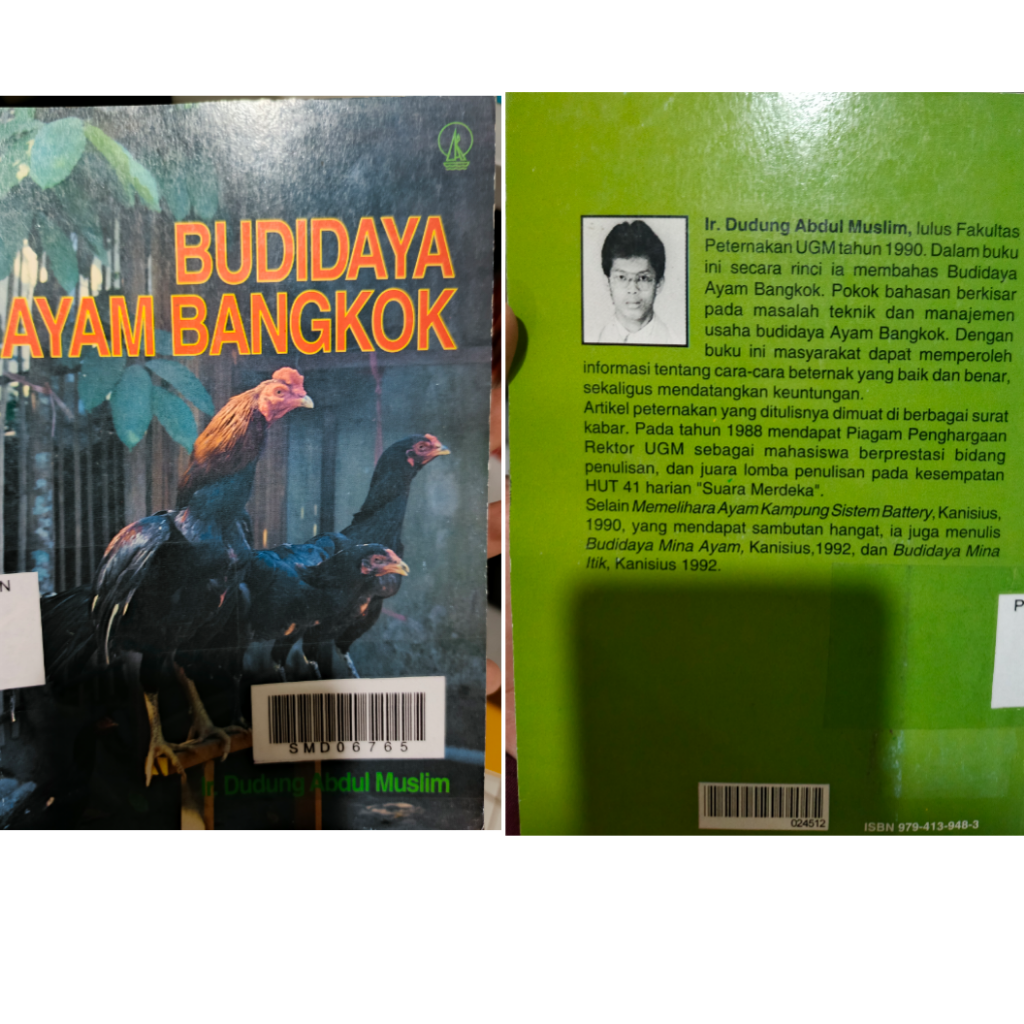 BUDIDAYA
AYAM BANGKOK
N
SMD06765
Ir. Dudung Abdul Muslim
Ir. Dudung Abdul Muslim, lulus Fakultas
Peternakan UGM tahun 1990. Dalam buku
ini secara rinci ia membahas Budidaya
Ayam Bangkok. Pokok bahasan berkisar
pada masalah teknik dan manajemen
usaha budidaya Ayam Bangkok. Dengan
buku ini masyarakat dapat memperoleh
informasi tentang cara-cara beternak yang baik dan benar,
sekaligus mendatangkan keuntungan.
Artikel peternakan yang ditulisnya dimuat di berbagai surat
kabar. Pada tahun 1988 mendapat Piagam Penghargaan
Rektor UGM sebagai mahasiswa berprestasi bidang
penulisan, dan juara lomba penulisan pada kesempatan
HUT 41 harian "Suara Merdeka".
Selain Memelihara Ayam Kampung Sistem Battery, Kanisius,
1990, yang mendapat sambutan hangat, ia juga menulis
Budidaya Mina Ayam, Kanisius,1992, dan Budidaya Mina
Itik, Kanisius 1992.
P
024512
ISBN 979-413-948-3